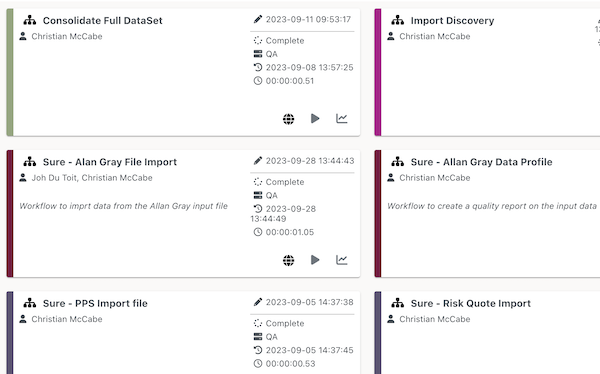 Consolidate Full DataSet
Christian McCabe
2023-09-11 09:53:17
Complete
QA
2023-09-08 13:57:25
00:00:00.51
Import Discovery
Christian McCabe
Sure - Alan Gray File Import
Joh Du Toit, Christian McCabe
Workflow to imprt data from the Allan Gray input file
2023-09-28 13:44:43
Complete
QA
2023-09-28
13:44:49
00:00:01.05
Sure - Allan Gray Data Profile
Christian McCabe
Workflow to create a quality report on the input data
Sure - PPS Import file
Christian McCabe
2023-09-05 14:37:38
Complete
QA
2023-09-05 14:37:45
00:00:00.53
Sure - Risk Quote Import
Christian McCabe